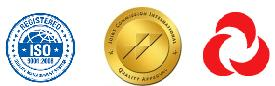 REGISTERED
ISO
9001:2008
JOINT COMMISSION INTERNATIONAL
QUALITY APPROVAL